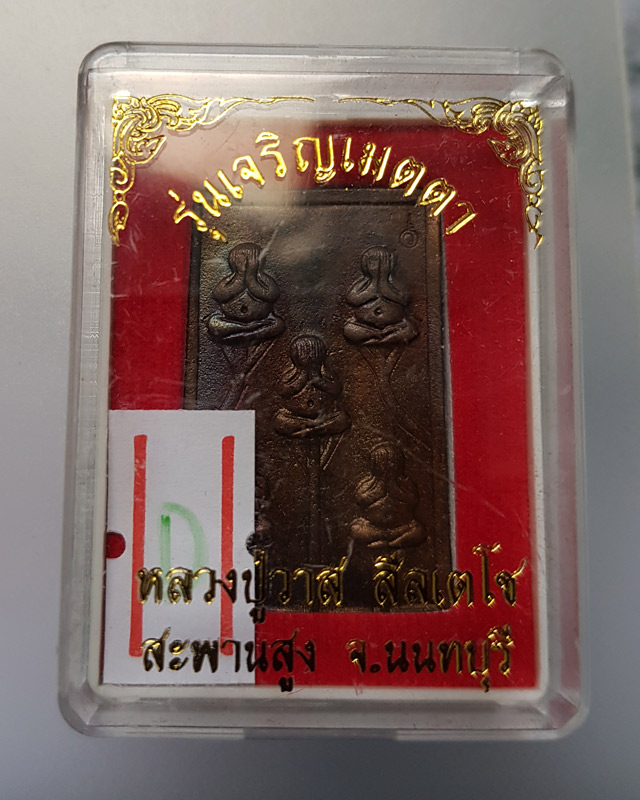 รุ่นเจริญเมตตา
หลวงปู่วาส สีลเตโช
สะพานสูง จ.นนทบุรี